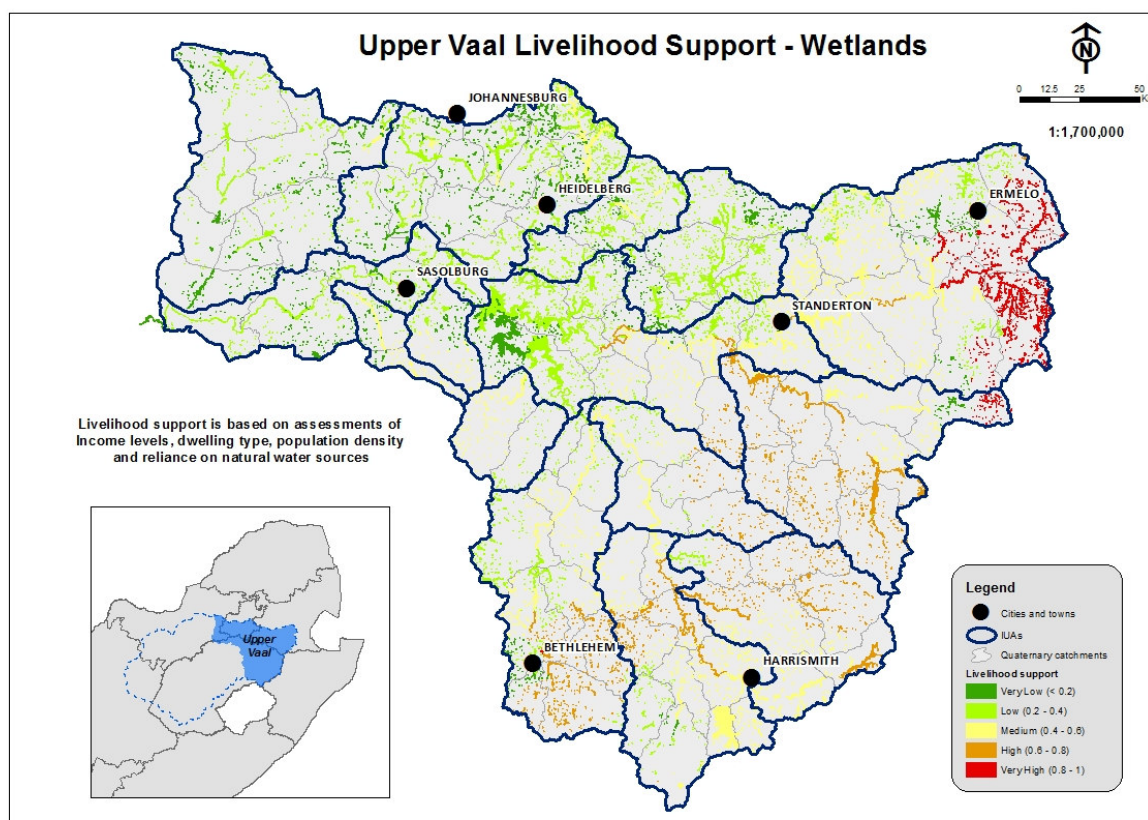 Upper Vaal Livelihood Support - Wetlands
N
0 12.5 25 50
K
1:1,700,000
JOHANNESBURG
HEIDELBERG
ERMELO
SASOLBURG
STANDERTON
Livelihood support is based on assessments of
Income levels, dwelling type, population density
and reliance on natural water sources
BETHLEHEM
HARRISMITH
Upper
Vaal
Legend
Cities and towns
IUAs
Quaternary catchments
Livelihood support
Very Low (< 0.2)
Low (0.2 - 0.4)
Medium (0.4 - 0.6)
High (0.6 - 0.8)
Very High (0.8 - 1)